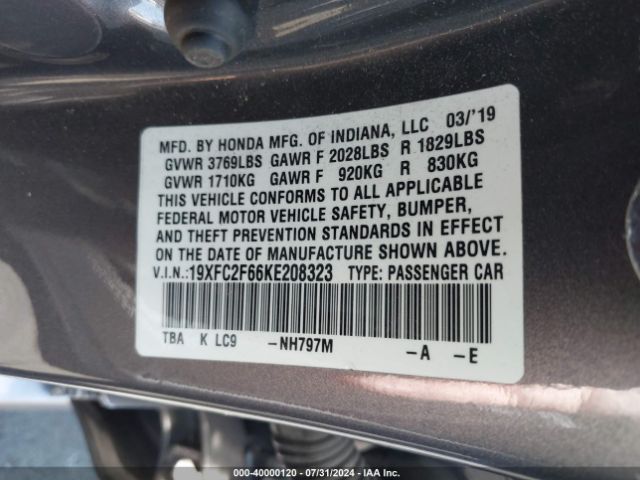 MFD. BY HONDA MFG. OF INDIANA, LLC 03/'19
GVWR 3769LBS GAWR F 2028LBS R 1829LBS
GVWR 1710KG GAWR F 920KG R 830KG
THIS VEHICLE CONFORMS TO ALL APPLICABLE
FEDERAL MOTOR VEHICLE SAFETY, BUMPER,
AND THEFT PREVENTION STANDARDS IN EFFECT
ON THE DATE OF MANUFACTURE SHOWN ABOVE.
V.I.N.:19XFC2F66KE208323 TYPE: PASSENGER CAR
TBA K LC9 -NH797M -A -E
000-40000120 - 07/31/2024 - IAA Inc.